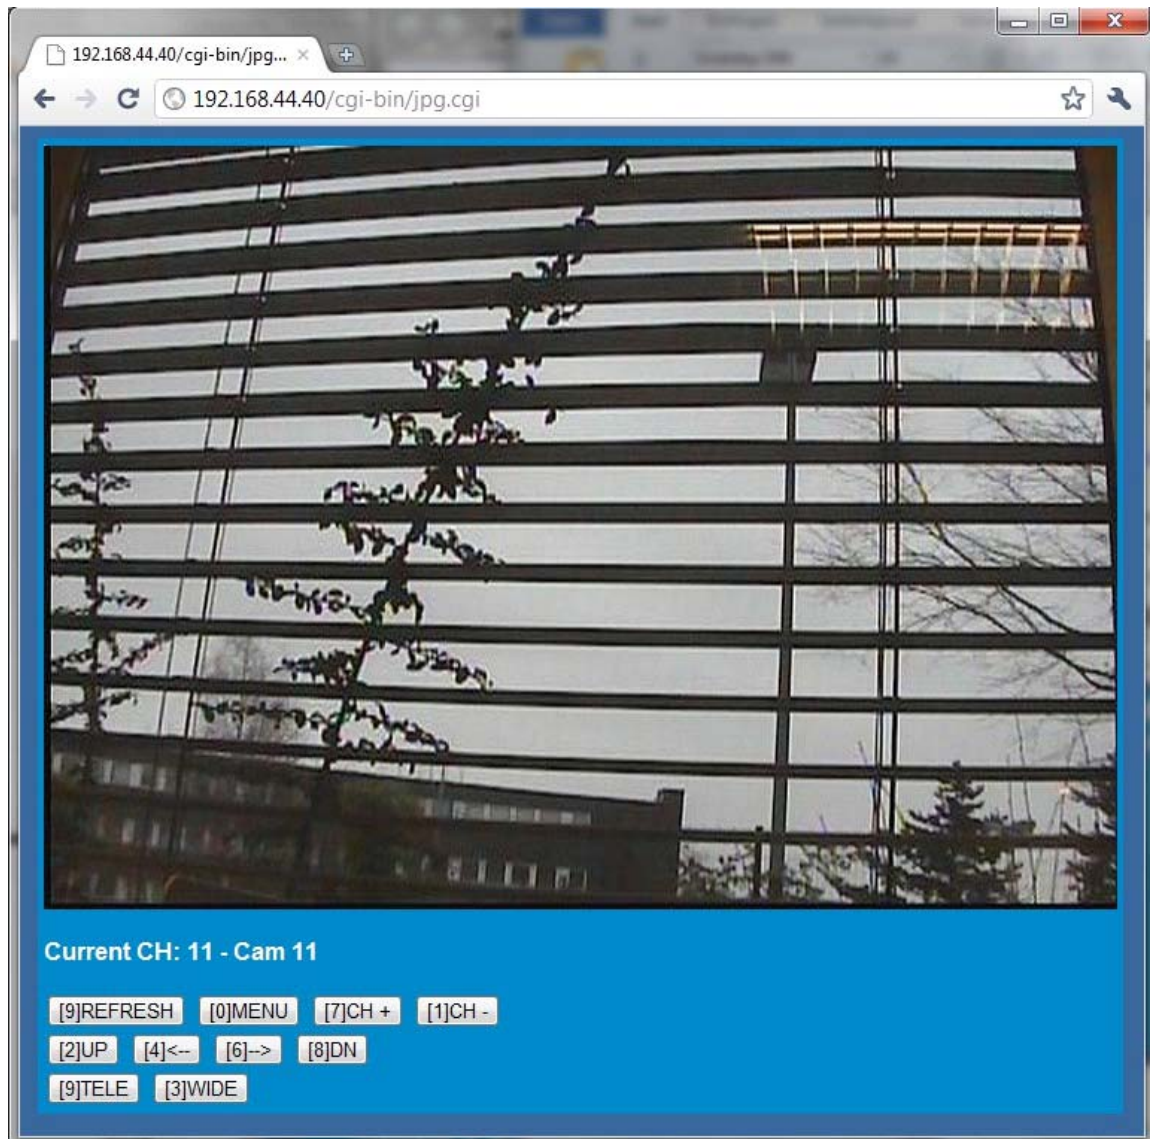 192.168.44.40/cgi-bin/jpg...
192.168.44.40/cgi-bin/jpg.cgi
Current CH: 11 - Cam 11
[9]REFRESH [0]MENU [7]CH + [1]CH -
[2]UP [4]<-- [6]--> [8]DN
[9]TELE [3]WIDE